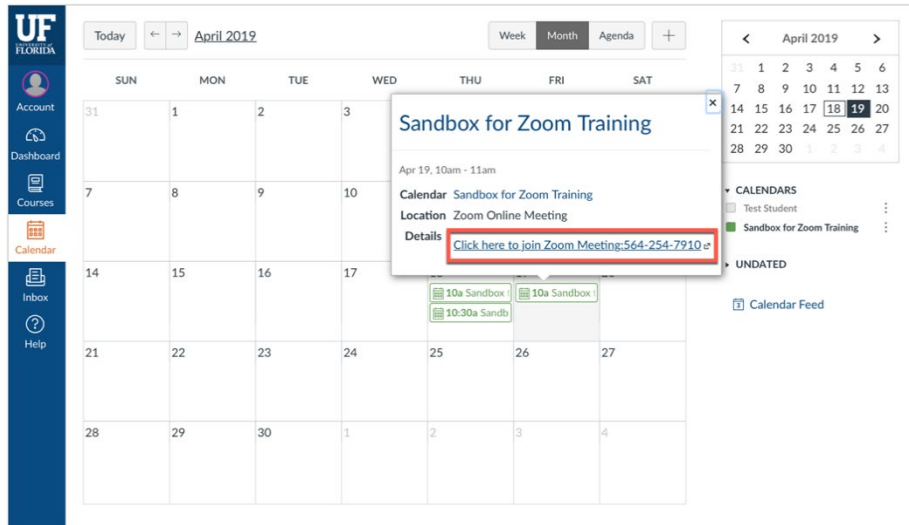 UF
UNIVERSITY of
FLORIDA
Account
Dashboard
Courses
Calendar
Inbox
Help
Today ← → April 2019
Week Month Agenda +
SUN MON TUE WED THU FRI SAT
31 1 2 3
7 8 9 10
14 15 16 17
10a Sandbox
10a Sandbox
10:30a Sandb
21 22 23 24 25 26 27
28 29 30 1 2 3 4
×
Sandbox for Zoom Training
Apr 19, 10am - 11am
Calendar Sandbox for Zoom Training
Location Zoom Online Meeting
Details Click here to join Zoom Meeting:564-254-7910
April 2019
31 1 2 3 4 5 6
7 8 9 10 11 12 13
14 15 16 17 18 19 20
21 22 23 24 25 26 27
28 29 30 1 2 3 4
CALENDARS
Test Student
Sandbox for Zoom Training
UNDATED
Calendar Feed